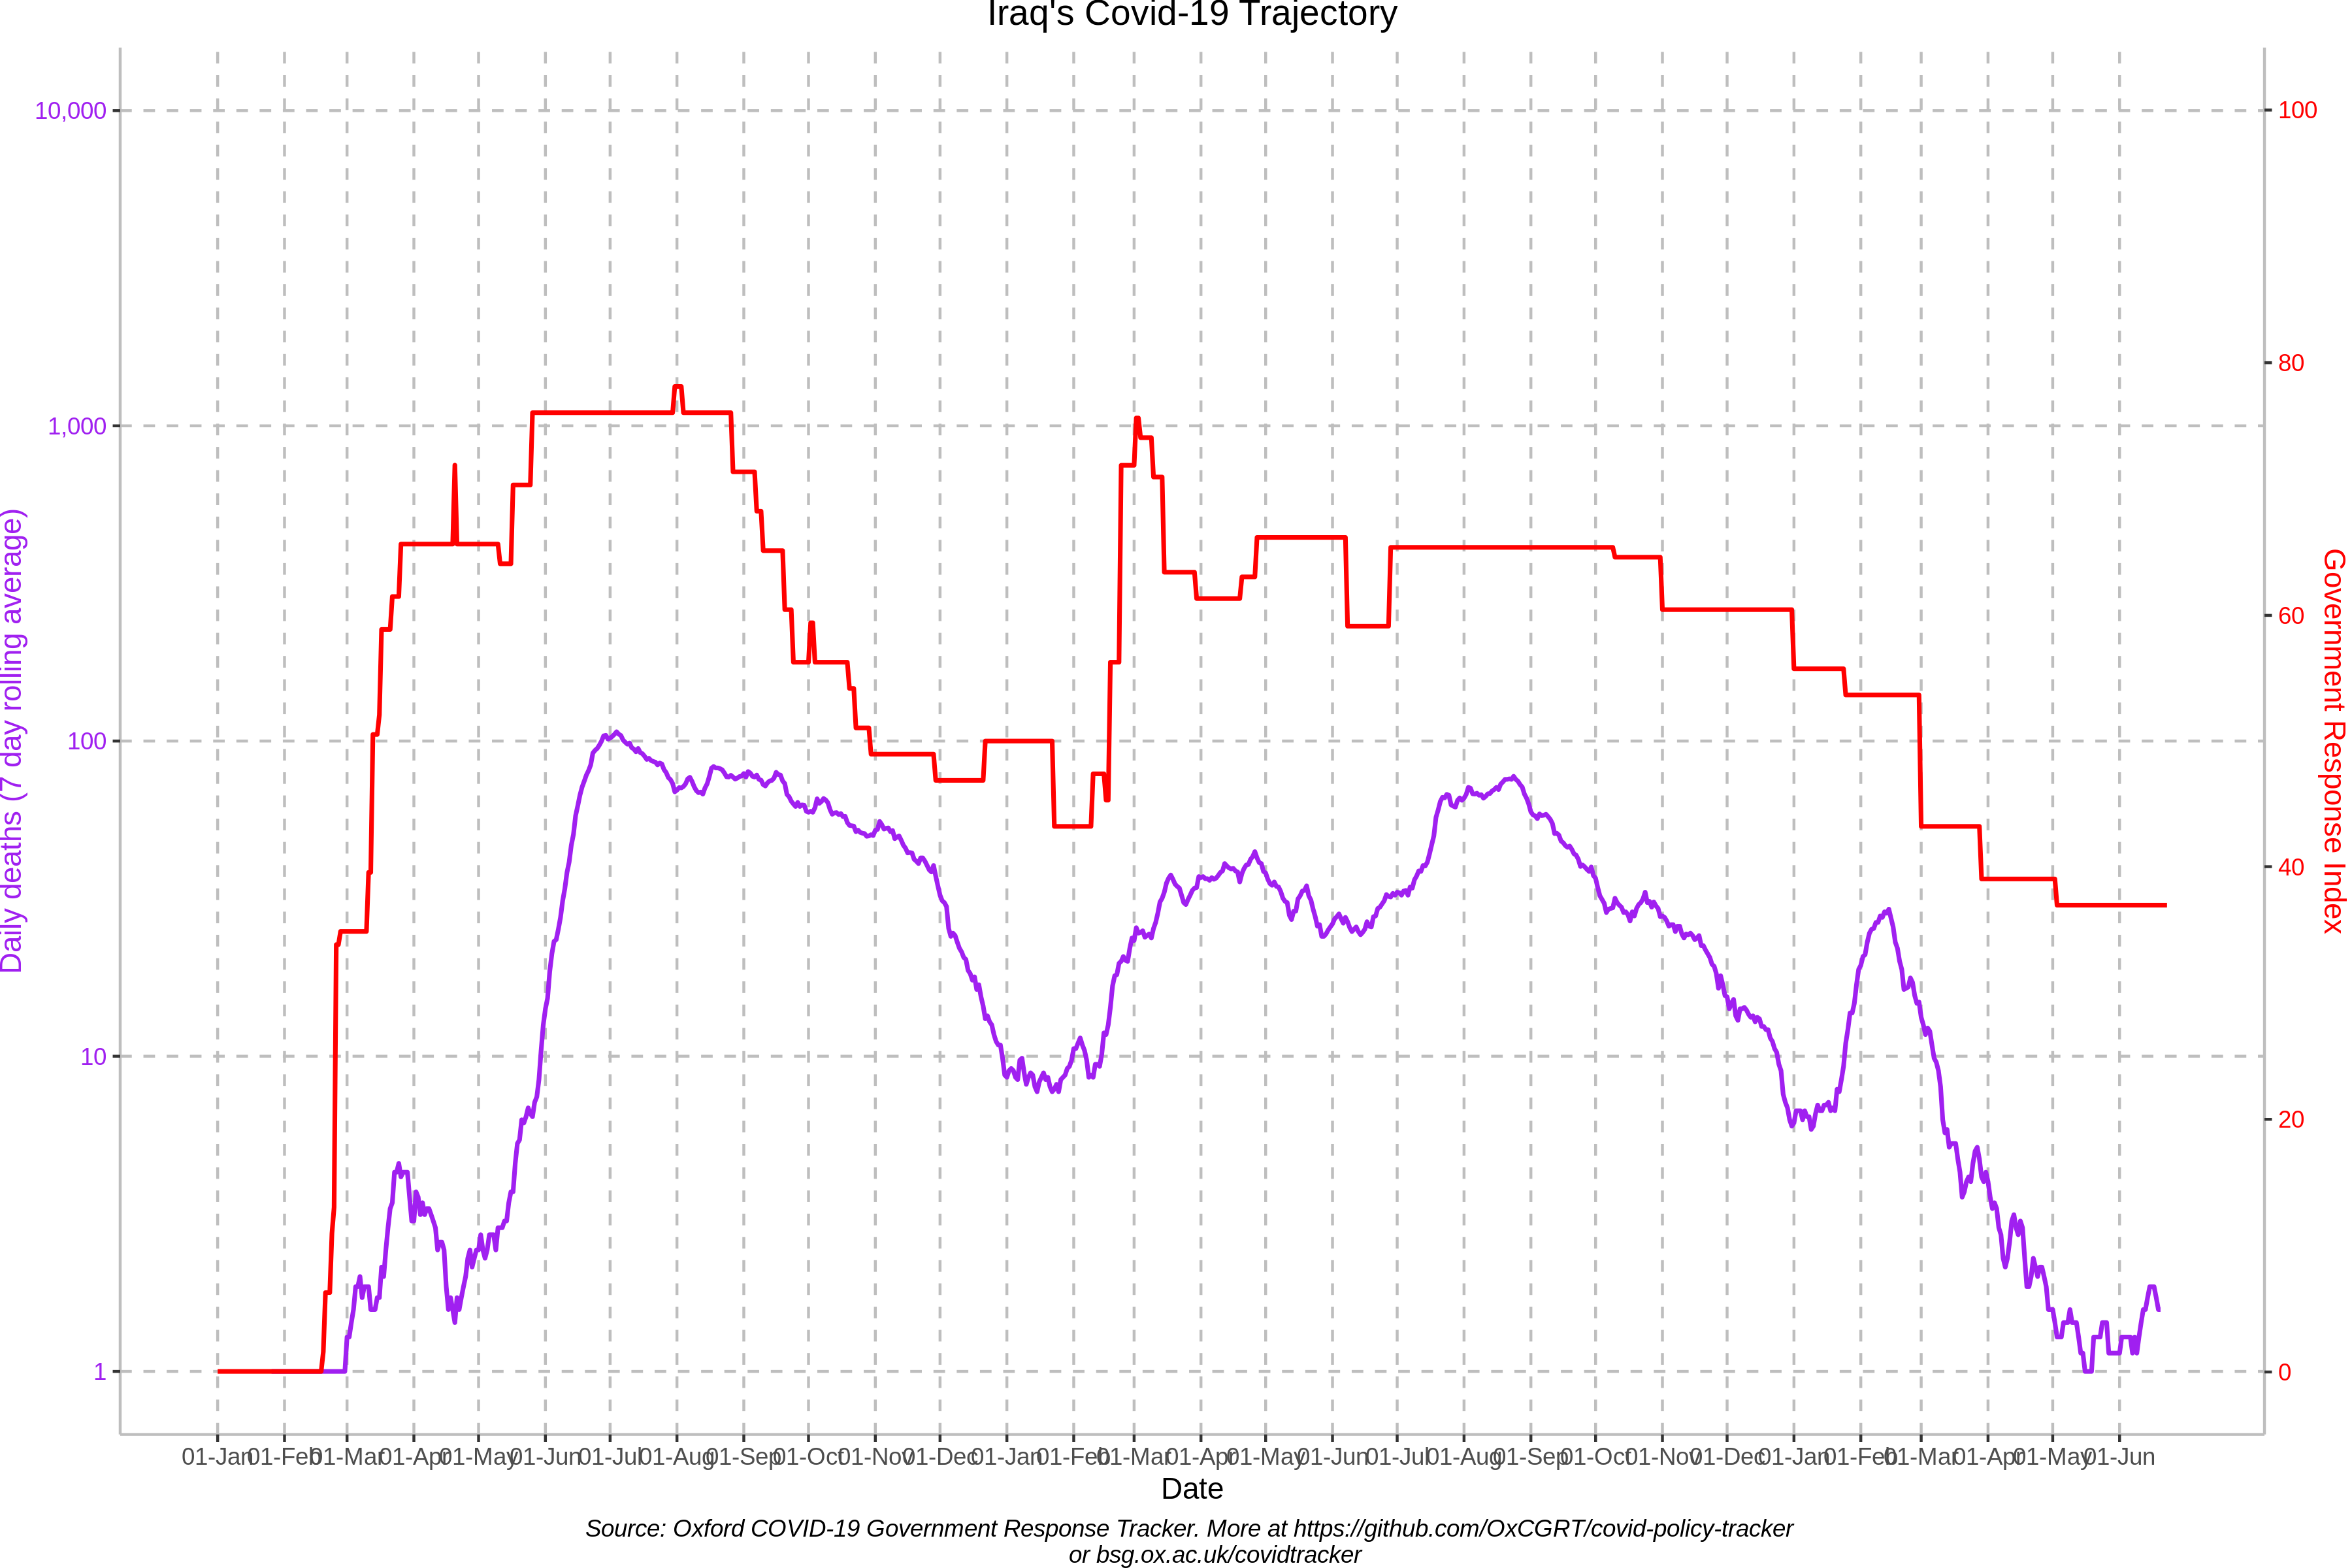 Iraq's Covid-19 Trajectory
10,000
1,000
100
10
1
Daily deaths (7 day rolling average)
100
80
60
40
20
0
Government Response Index
01-Jan 01-Feb 01-Mar 01-Apr 01-May 01-Jun 01-Jul 01-Aug 01-Sep 01-Oct 01-Nov 01-Dec 01-Jan 01-Feb 01-Mar 01-Apr 01-May 01-Jun 01-Jul 01-Aug 01-Sep 01-Oct 01-Nov 01-Dec 01-Jan 01-Feb 01-Mar 01-Apr 01-May 01-Jun
Date
Source: Oxford COVID-19 Government Response Tracker. More at https://github.com/OxCGRT/covid-policy-tracker
or bsg.ox.ac.uk/covidtracker